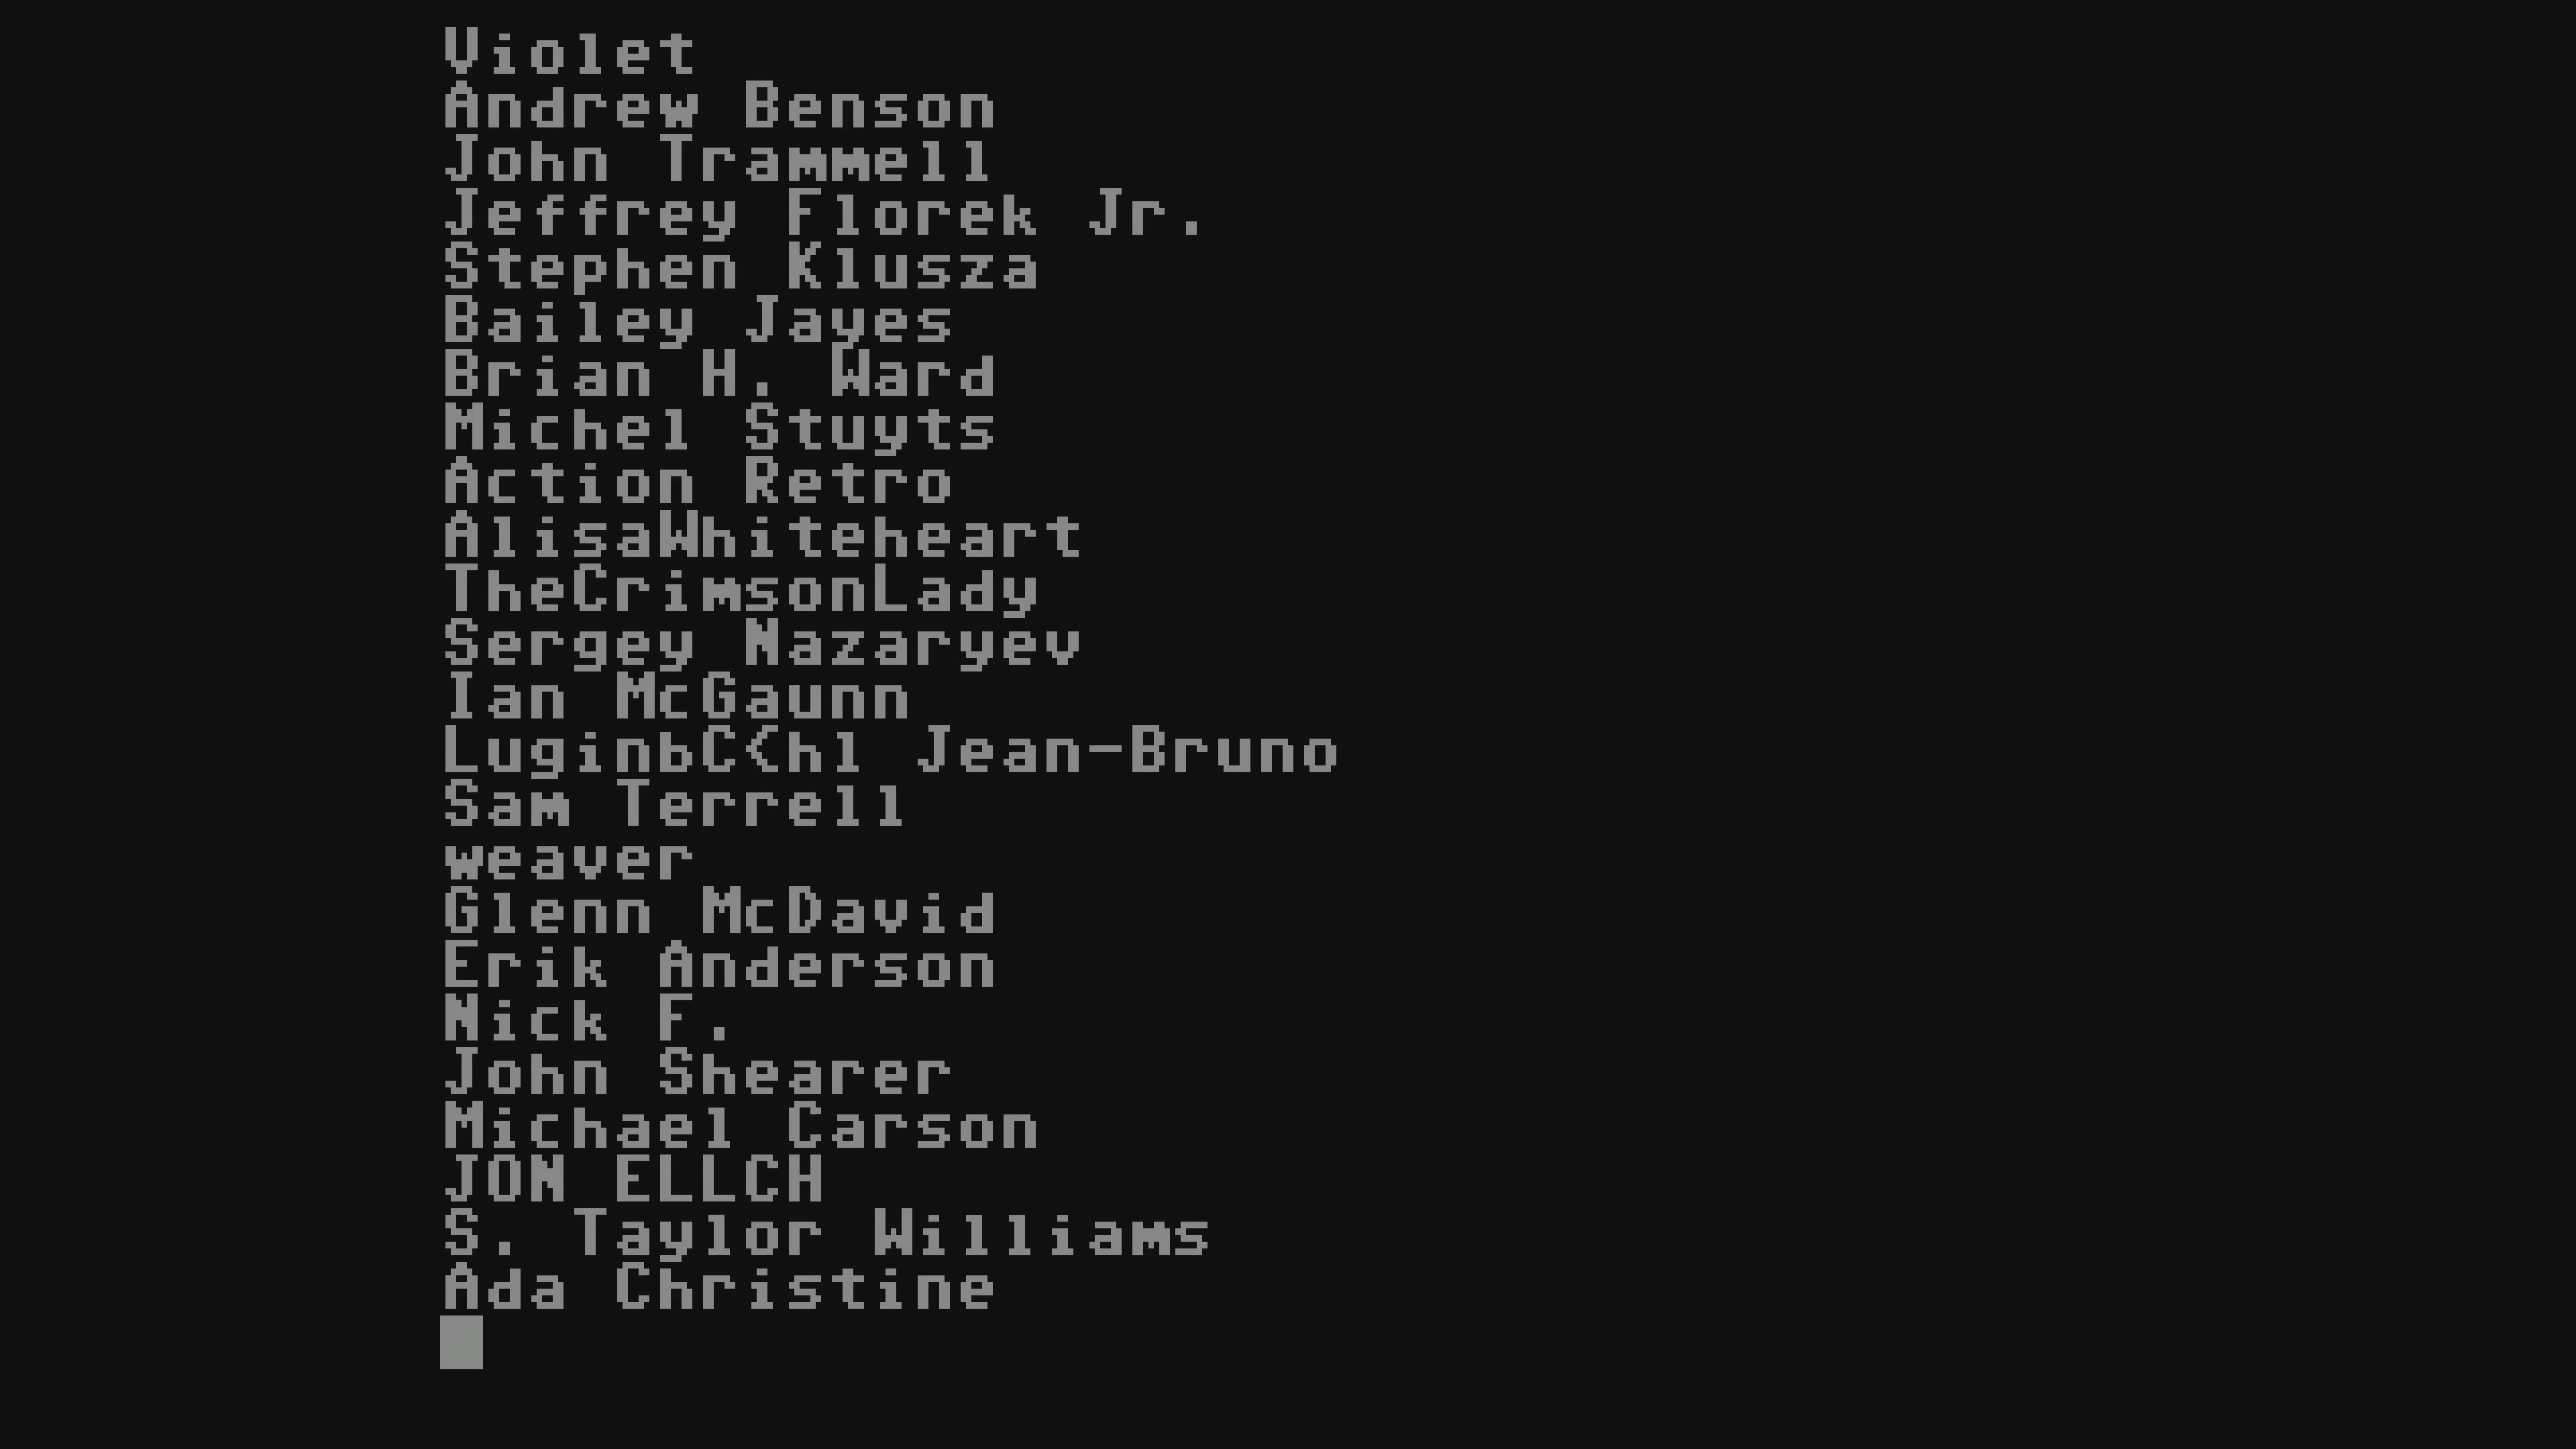 Violet
Andrew Benson
John Trammell
Jeffrey Florek Jr.
Stephen Klusza
Bailey Jayes
Brian H. Ward
Michel Stuyts
Action Retro
AlisaWhiteheart
TheCrimsonLady
Sergey Nazaryev
Ian McGaunn
LuginbC{hl Jean-Bruno
Sam Terrell
weaver
Glenn McDavid
Erik Anderson
Nick F.
John Shearer
Michael Carson
JON ELLCH
S. Taylor Williams
Ada Christine